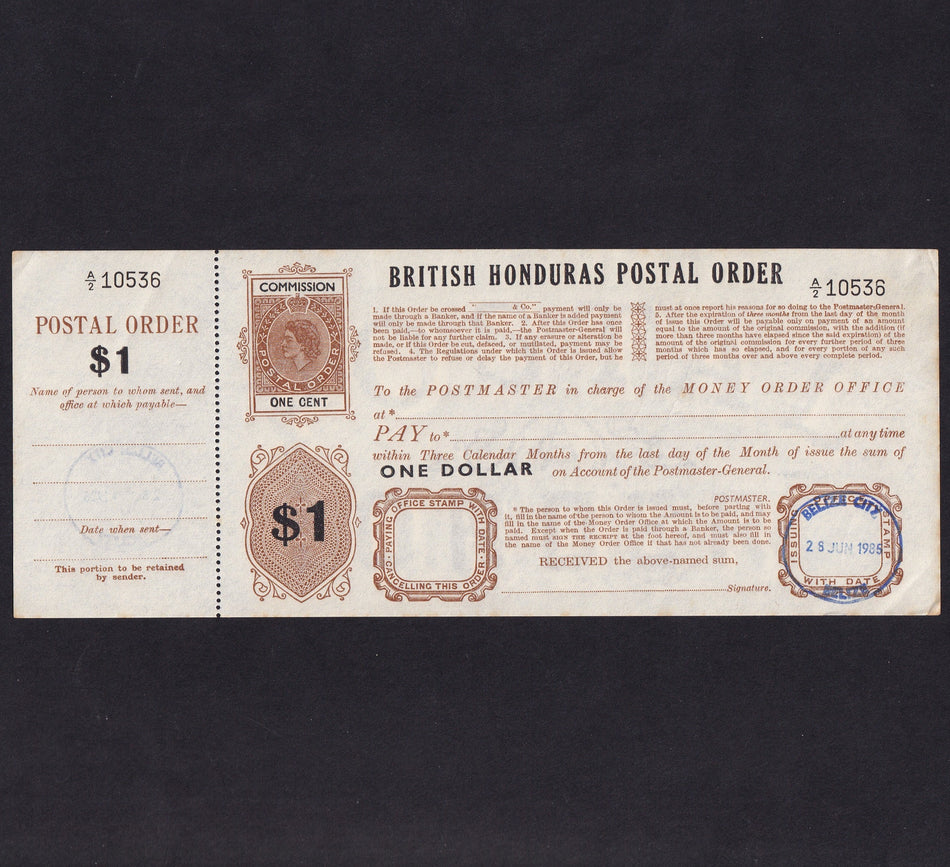 A/2 10536
POSTAL ORDER
$1
Name of person to whom sent, and
office at which payable—
Date when sent—
This portion to be retained
by sender.
COMMISSION
POSTAL ORDER
ONE CENT
$1
BRITISH HONDURAS POSTAL ORDER
A/2 10536
1. If this Order be crossed " & Co." payment will only be
made through a Banker, and if the name of a Banker is added payment
will only be made through that Banker. 2. After this Order has once
been paid,—to whomsoever it is paid,—the Postmaster-General will
not be liable for any further claim. 3. If any erasure or alteration be
made, or if this Order be cut, defaced, or mutilated, payment may be
refused. 4. The Regulations under which this Order is issued allow
the Postmaster to refuse or delay the payment of this Order, but he
must at once report his reasons for so doing to the Postmaster-General.
5. After the expiration of three months from the last day of the month
of issue this Order will be payable only on payment of an amount
equal to the amount of the original commission, with the addition (if
more than three months have elapsed since the said expiration) of the
amount of the original commission for every further period of three
months which has so elapsed, and for every portion of any such
period of three months over and above every complete period.
To the POSTMASTER in charge of the MONEY ORDER OFFICE
at *
PAY to* at any time
within Three Calendar Months from the last day of the Month of issue the sum of
ONE DOLLAR on Account of the Postmaster-General.
POSTMASTER.
PAYING OFFICE STAMP WITH DATE
CANCELLING THIS ORDER
* The person to whom this Order is issued must, before parting with
it, fill in the name of the person to whom the Amount is to be paid, and may
fill in the name of the Money Order Office at which the Amount is to be
paid. Except when the Order is paid through a Banker, the person so
named must SIGN THE RECEIPT at the foot hereof, and must also fill in
the name of the Money Order Office if that has not already been done.
RECEIVED the above-named sum,
Signature.
ISSUING OFFICE STAMP
WITH DATE
BELIZE CITY
28 JUN 1985
BELIZE